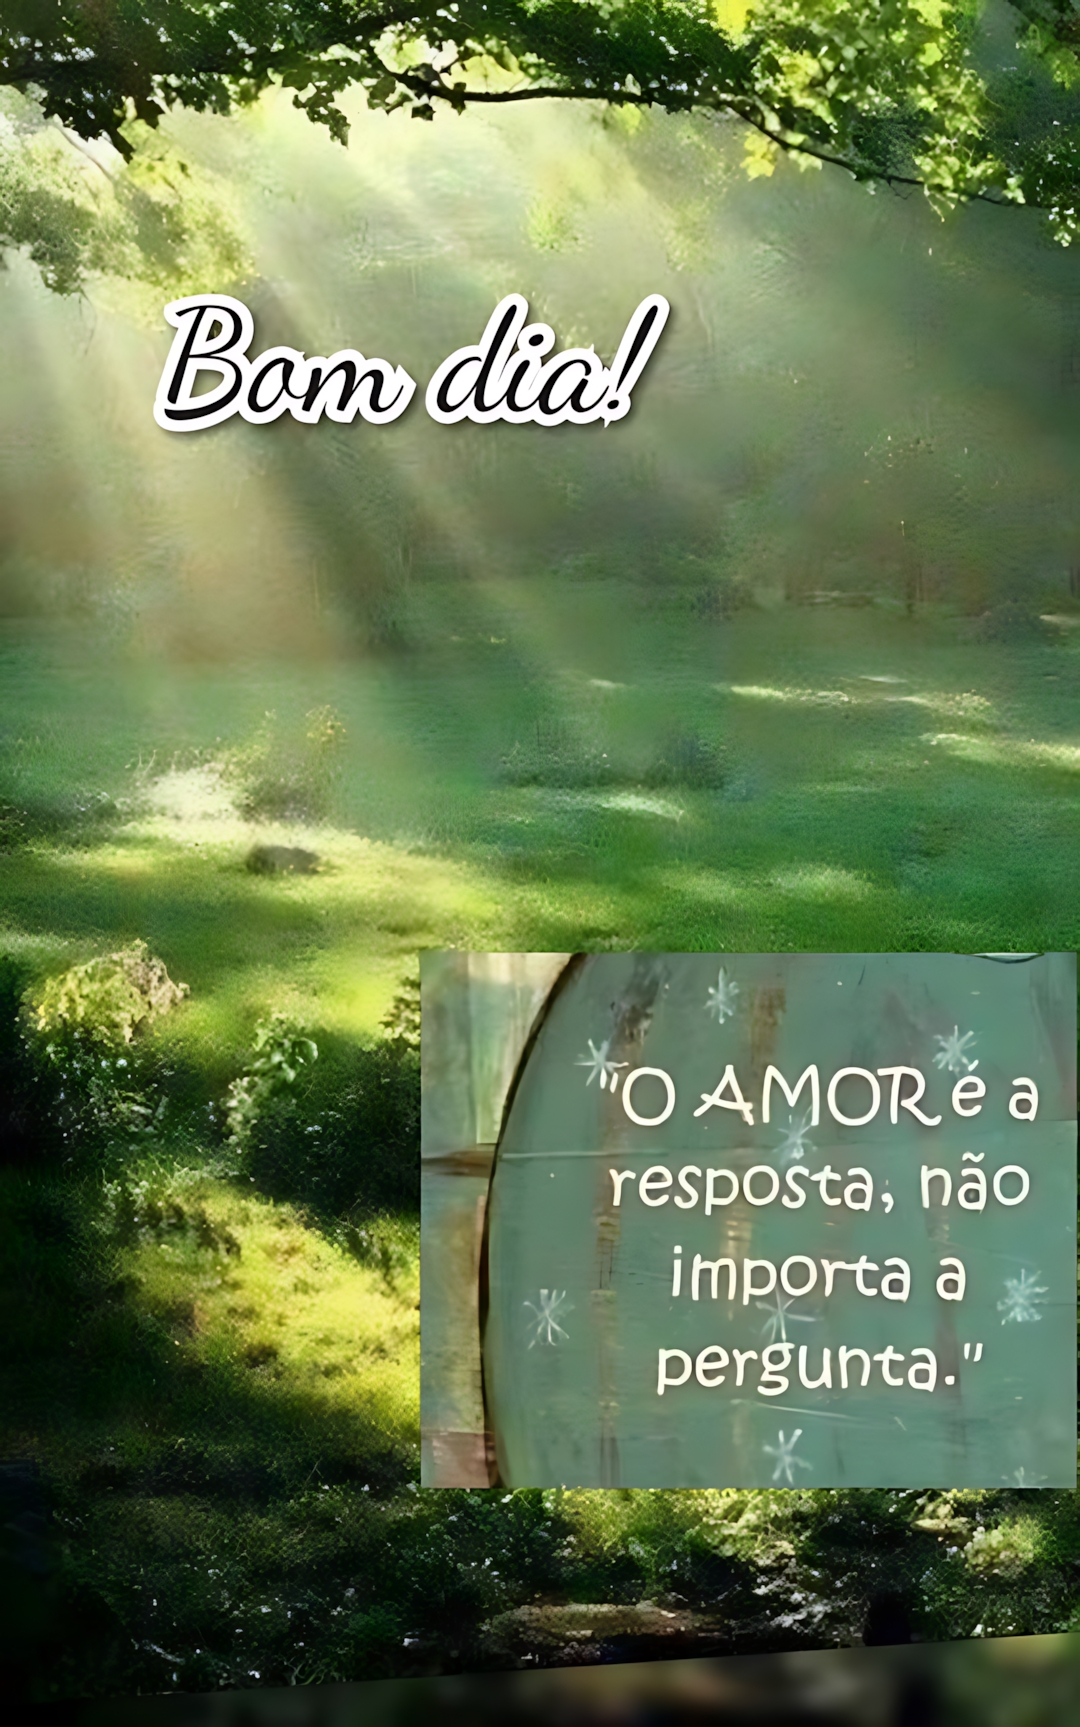 Bom dia!
"O AMOR é a
resposta, não
importa a
pergunta."